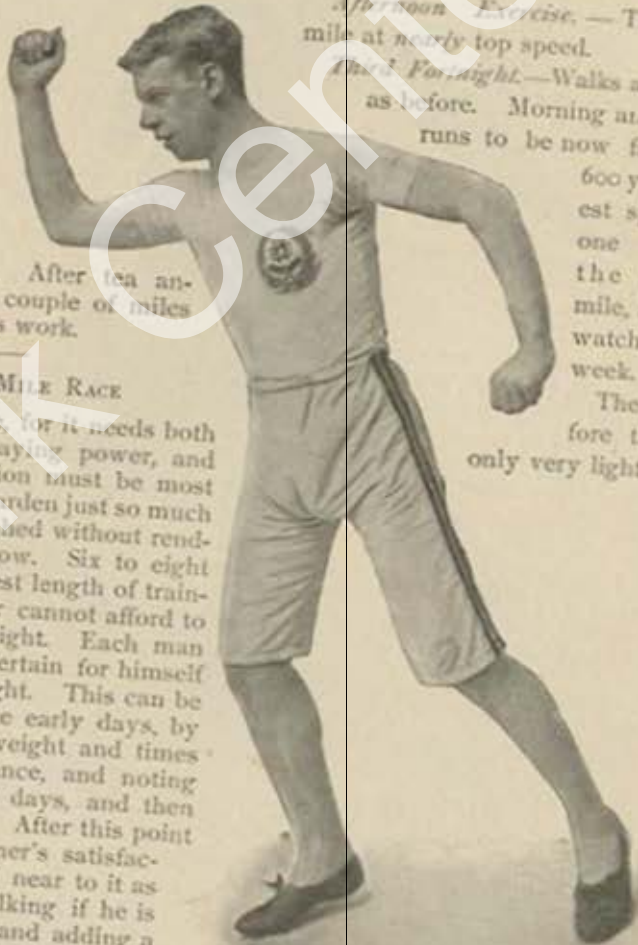 After tea an-
couple of miles
s work.
MILE RACE
, for it needs both
aying power, and
ion must be most
urden just so much
ned without rend-
ow. Six to eight
est length of train-
r cannot afford to
ight. Each man
ertain for himself
ght. This can be
e early days, by
weight and times
nce, and noting
days, and then
After this point
ner's satisfac-
near to it as
lking if he is
and adding a
Afternoon Exercise. — T
mile at nearly top speed.
Third Fortnight.—Walks a
as before. Morning an
runs to be now f
600 y
est s
one
the
mile,
watch
week.
The
fore t
only very light
k Cente